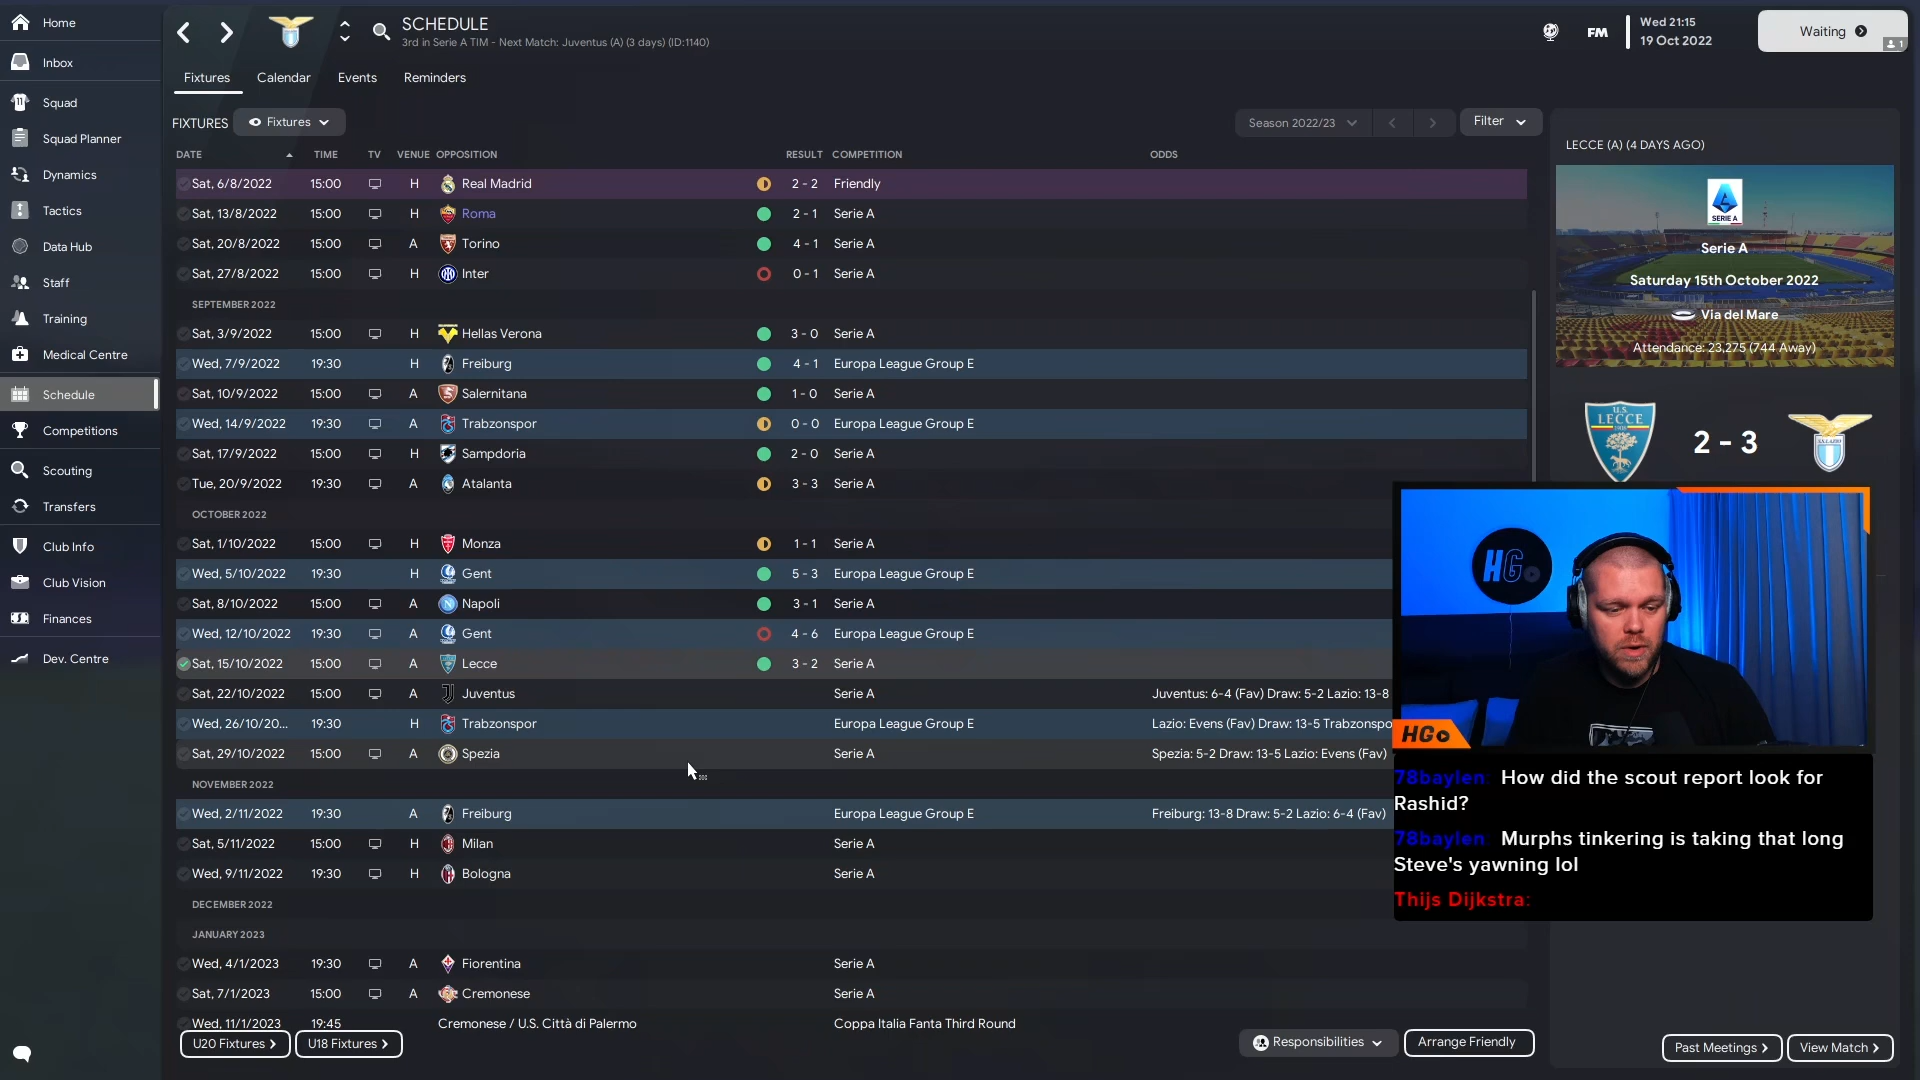 Home
Inbox
Squad
Squad Planner
Dynamics
Tactics
Data Hub
Staff
Training
Medical Centre
Schedule
Competitions
Scouting
Transfers
Club Info
Club Vision
Finances
Dev. Centre
SCHEDULE
3rd in Serie A TIM - Next Match: Juventus (A) (3 days) (ID:1140)
FM
Wed 21:15
19 Oct 2022
Waiting
1
Fixtures Calendar Events Reminders
FIXTURES Fixtures
Season 2022/23 Filter
DATE TIME TV VENUE OPPOSITION RESULT COMPETITION ODDS
Sat, 6/8/2022 15:00 H Real Madrid 2 - 2 Friendly
Sat, 13/8/2022 15:00 H Roma 2 - 1 Serie A
Sat, 20/8/2022 15:00 A Torino 4 - 1 Serie A
Sat, 27/8/2022 15:00 H Inter 0 - 1 Serie A
SEPTEMBER 2022
Sat, 3/9/2022 15:00 H Hellas Verona 3 - 0 Serie A
Wed, 7/9/2022 19:30 H Freiburg 4 - 1 Europa League Group E
Sat, 10/9/2022 15:00 A Salernitana 1 - 0 Serie A
Wed, 14/9/2022 19:30 A Trabzonspor 0 - 0 Europa League Group E
Sat, 17/9/2022 15:00 H Sampdoria 2 - 0 Serie A
Tue, 20/9/2022 19:30 A Atalanta 3 - 3 Serie A
OCTOBER 2022
Sat, 1/10/2022 15:00 H Monza 1 - 1 Serie A
Wed, 5/10/2022 19:30 H Gent 5 - 3 Europa League Group E
Sat, 8/10/2022 15:00 A Napoli 3 - 1 Serie A
Wed, 12/10/2022 19:30 A Gent 4 - 6 Europa League Group E
Sat, 15/10/2022 15:00 A Lecce 3 - 2 Serie A
Sat, 22/10/2022 15:00 A Juventus Serie A Juventus: 6-4 (Fav) Draw: 5-2 Lazio: 13-8
Wed, 26/10/20... 19:30 H Trabzonspor Europa League Group E Lazio: Evens (Fav) Draw: 13-5 Trabzonspo
Sat, 29/10/2022 15:00 A Spezia Serie A Spezia: 5-2 Draw: 13-5 Lazio: Evens (Fav)
NOVEMBER 2022
Wed, 2/11/2022 19:30 A Freiburg Europa League Group E Freiburg: 13-8 Draw: 5-2 Lazio: 6-4 (Fav)
Sat, 5/11/2022 15:00 H Milan Serie A
Wed, 9/11/2022 19:30 H Bologna Serie A
DECEMBER 2022
JANUARY 2023
Wed, 4/1/2023 19:30 A Fiorentina Serie A
Sat, 7/1/2023 15:00 A Cremonese Serie A
Wed, 11/1/2023 19:45 Cremonese / U.S. Città di Palermo Coppa Italia Fanta Third Round
U20 Fixtures U18 Fixtures
Responsibilities Arrange Friendly
LECCE (A) (4 DAYS AGO)
SERIE A
Serie A
Saturday 15th October 2022
Via del Mare
Attendance: 23,275 (744 Away)
U.S.
LECCE
2 - 3
HG
HG
78baylen: How did the scout report look for
Rashid?
78baylen: Murphs tinkering is taking that long
Steve's yawning lol
Thijs Dijkstra:
Past Meetings View Match